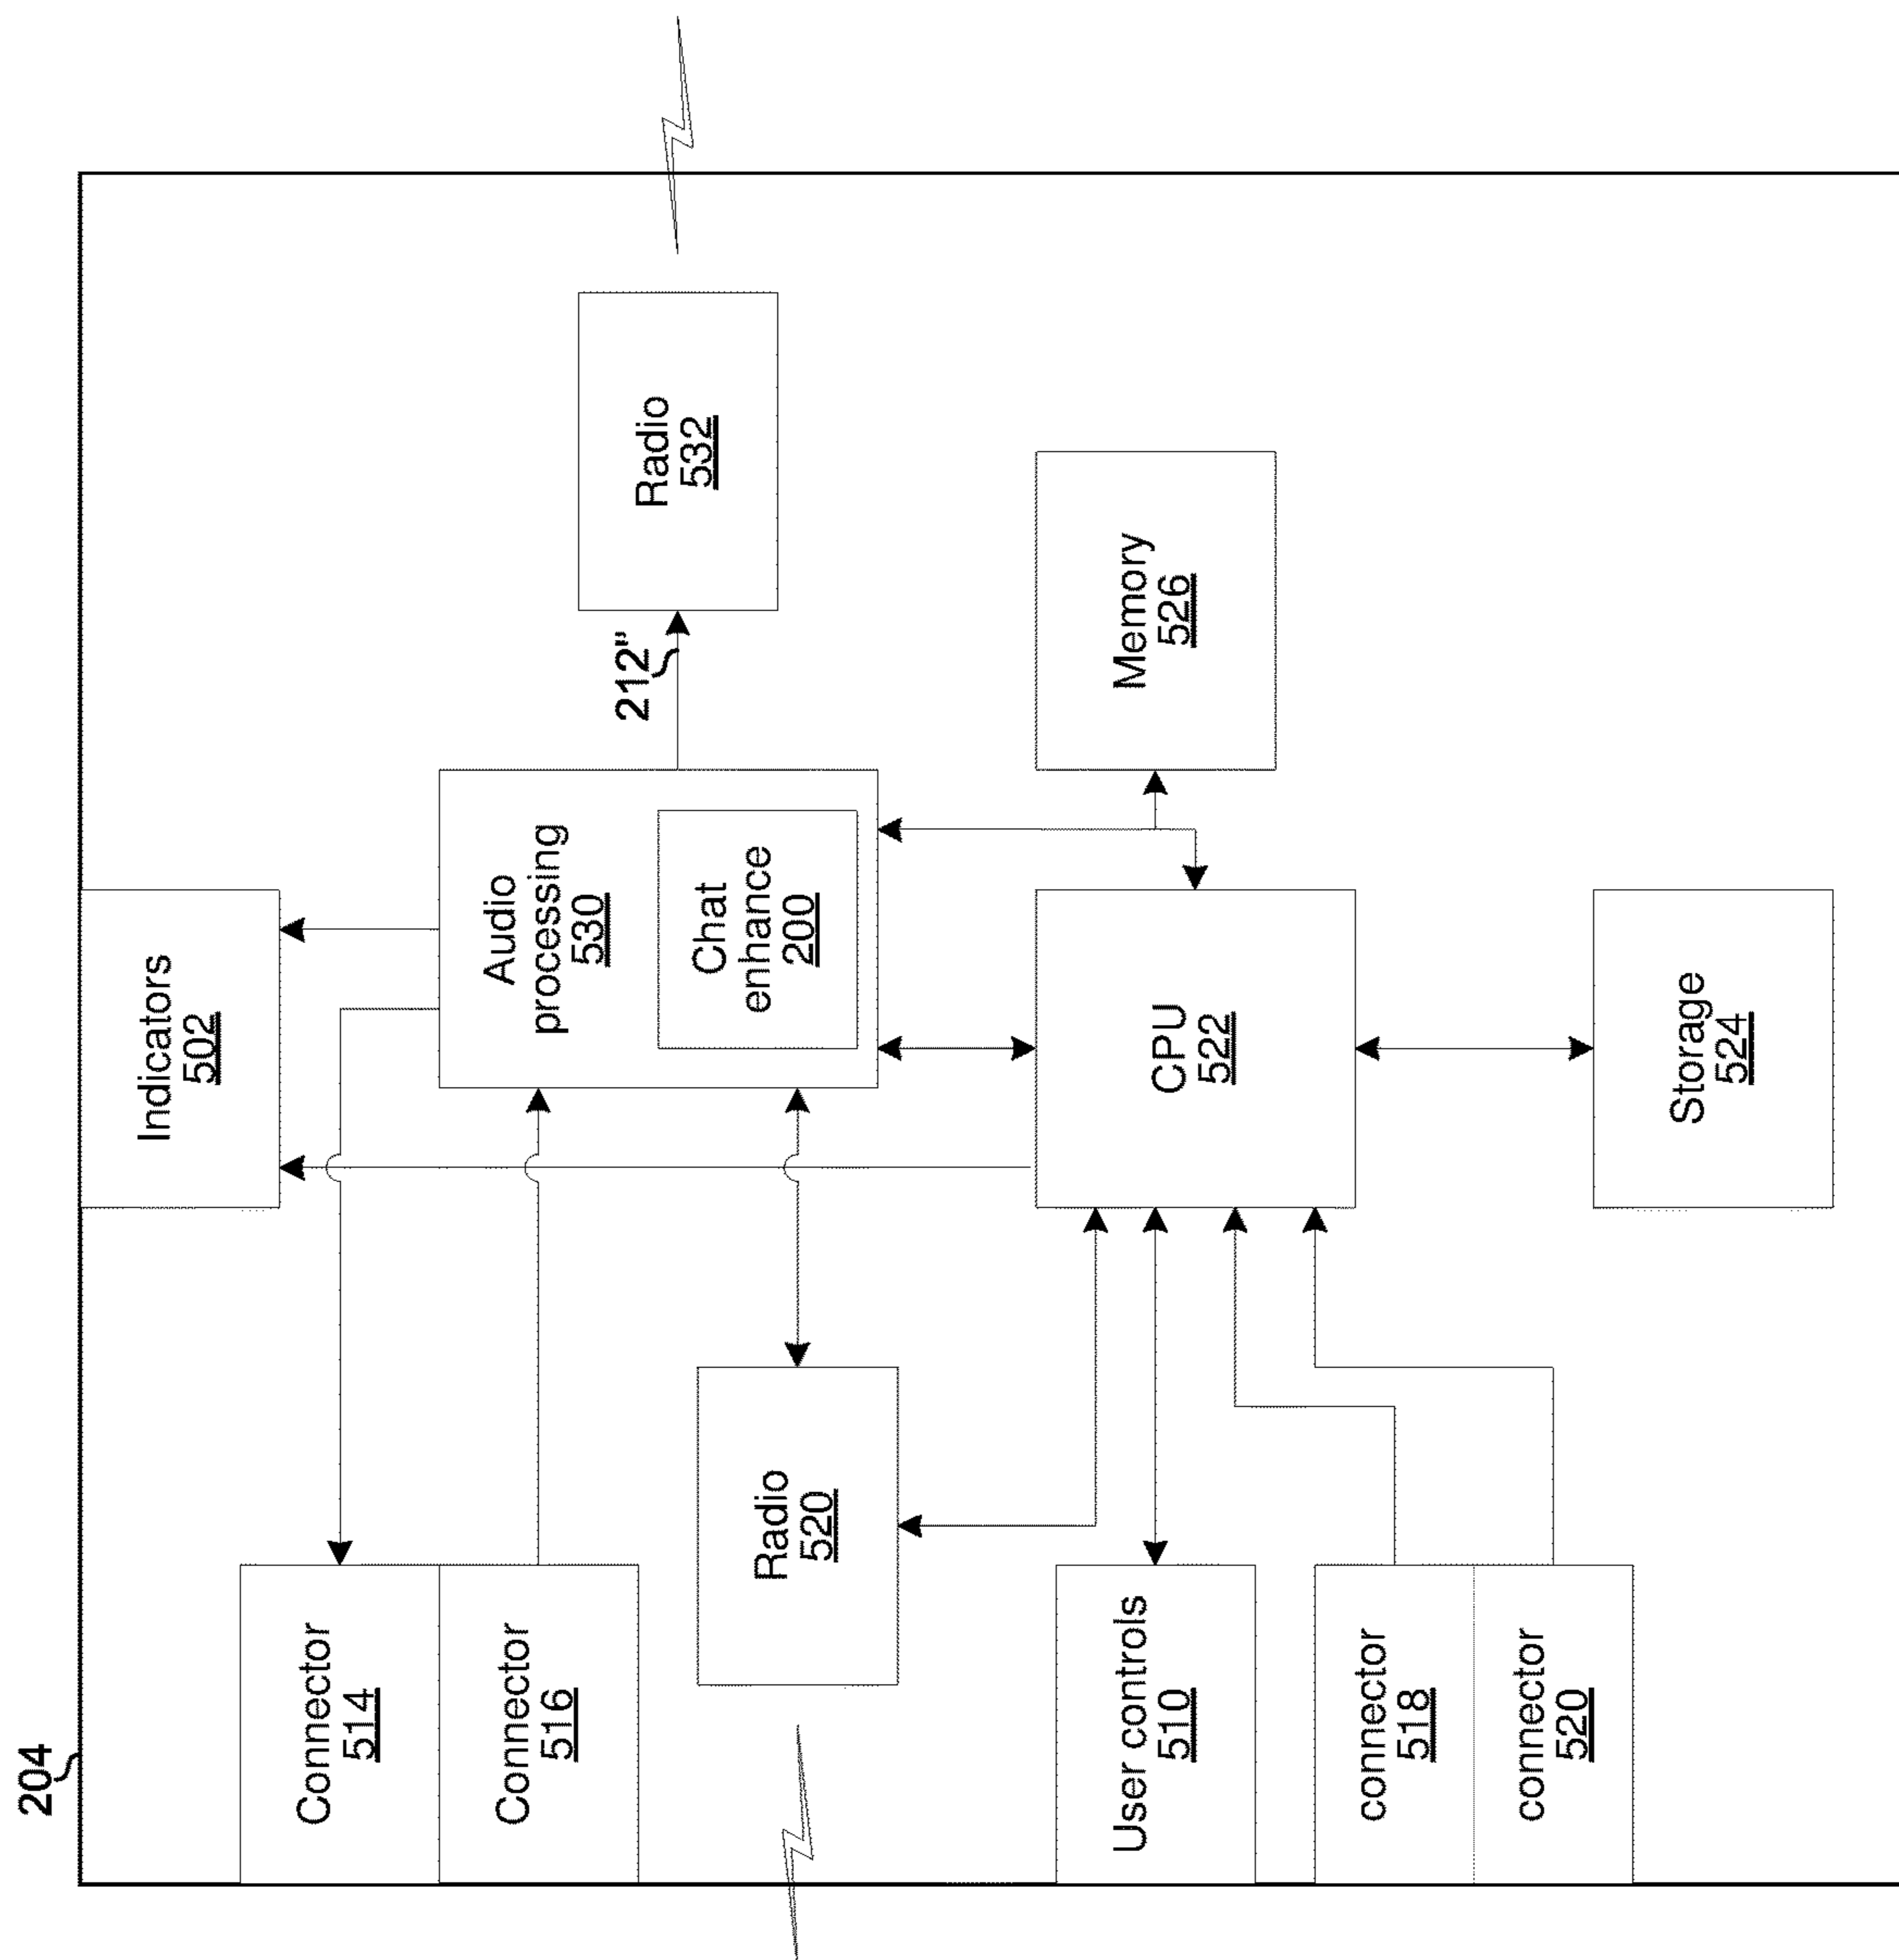 204
Connector
514
Connector
516
Radio
520
User controls
510
connector
518
connector
520
Indicators
502
Audio
processing
530
Chat
enhance
200
CPU
522
Storage
524
212"
Radio
532
Memory
526